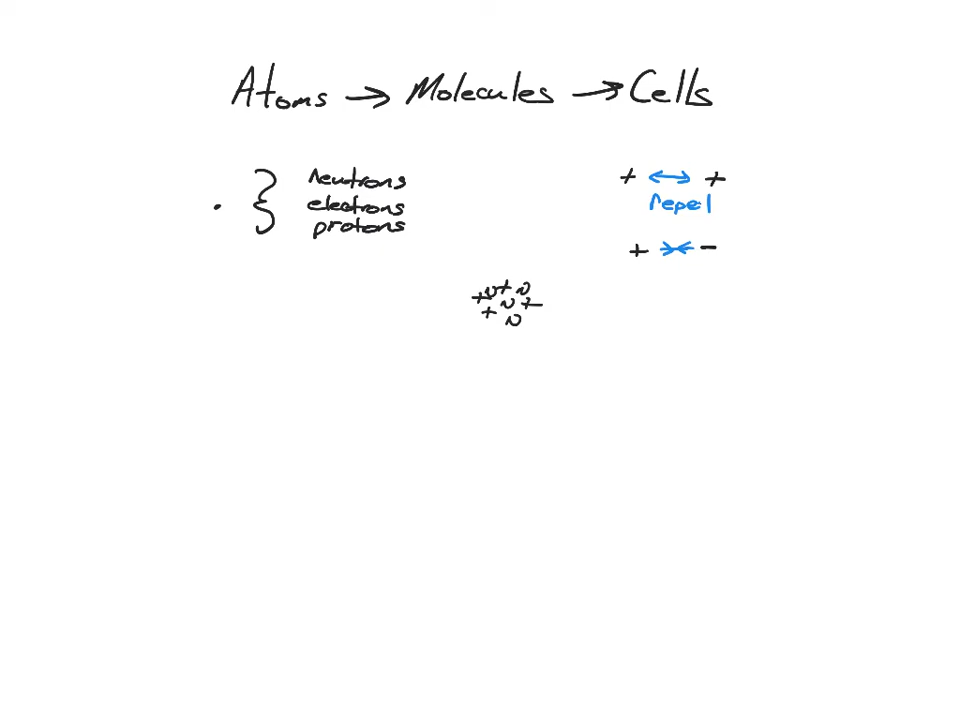 Atoms → Molecules → Cells
neutrons
electrons
protons
+ ↔ +
repel
+ →← −
+ N + N
N +
+ N